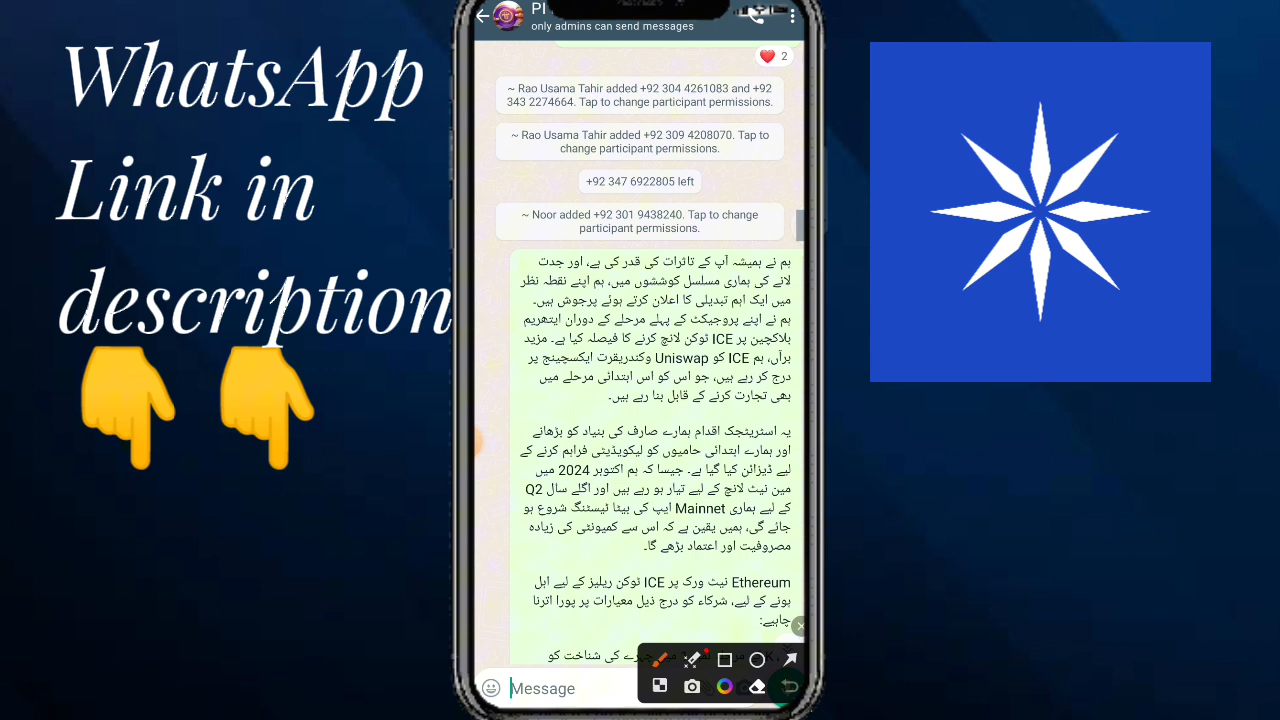 WhatsApp
Link in
description
PI
only admins can send messages
2
~ Rao Usama Tahir added +92 304 4261083 and +92
343 2274664. Tap to change participant permissions.
~ Rao Usama Tahir added +92 309 4208070. Tap to
change participant permissions.
+92 347 6922805 left
~ Noor added +92 301 9438240. Tap to change
participant permissions.
ہم نے ہمیشہ آپ کے تاثرات کی قدر کی ہے، اور جدت
لانے کی ہماری مسلسل کوششوں میں، ہم اپنے نقطہ نظر
میں ایک اہم تبدیلی کا اعلان کرتے ہوئے پرجوش ہیں۔
ہم نے اپنے پروجیکٹ کے پہلے مرحلے کے دوران ایتھریم
بلاکچین پر ICE ٹوکن لانچ کرنے کا فیصلہ کیا ہے۔ مزید
برآں، ہم ICE کو Uniswap وکندریقرت ایکسچینج پر
درج کر رہے ہیں، جو اس کو اس ابتدائی مرحلے میں
بھی تجارت کرنے کے قابل بنا رہے ہیں۔
یہ اسٹریٹجک اقدام ہمارے صارف کی بنیاد کو بڑھانے
اور ہمارے ابتدائی حامیوں کو لیکویڈیٹی فراہم کرنے کے
لیے ڈیزائن کیا گیا ہے۔ جیسا کہ ہم اکتوبر 2024 میں
مین نیٹ لانچ کے لیے تیار ہو رہے ہیں اور اگلے سال Q2
کے لیے ہماری Mainnet ایپ کی بیٹا ٹیسٹنگ شروع ہو
جائے گی، ہمیں یقین ہے کہ اس سے کمیونٹی کی زیادہ
مصروفیت اور اعتماد بڑھے گا۔
Ethereum نیٹ ورک پر ICE ٹوکن ریلیز کے لیے اہل
ہونے کے لیے، شرکاء کو درج ذیل معیارات پر پورا اترنا
چاہیے:
چہرے کی شناخت کو
Message